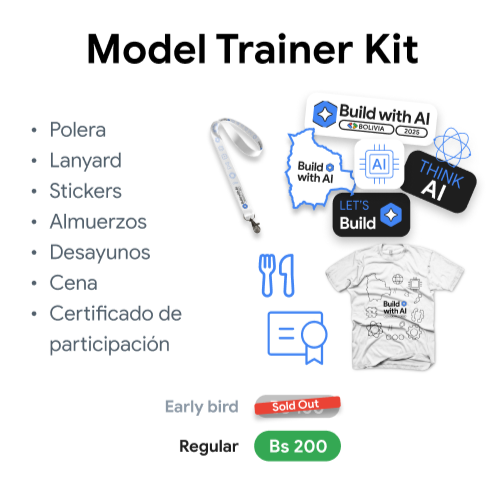 Model Trainer Kit
• Polera
• Lanyard
• Stickers
• Almuerzos
• Desayunos
• Cena
• Certificado de
participación
Build with AI
BOLIVIA 2025
Build
with AI
AI
THINK
AI
LET'S
Build
Build
with AI
Early bird Sold Out
Regular Bs 200